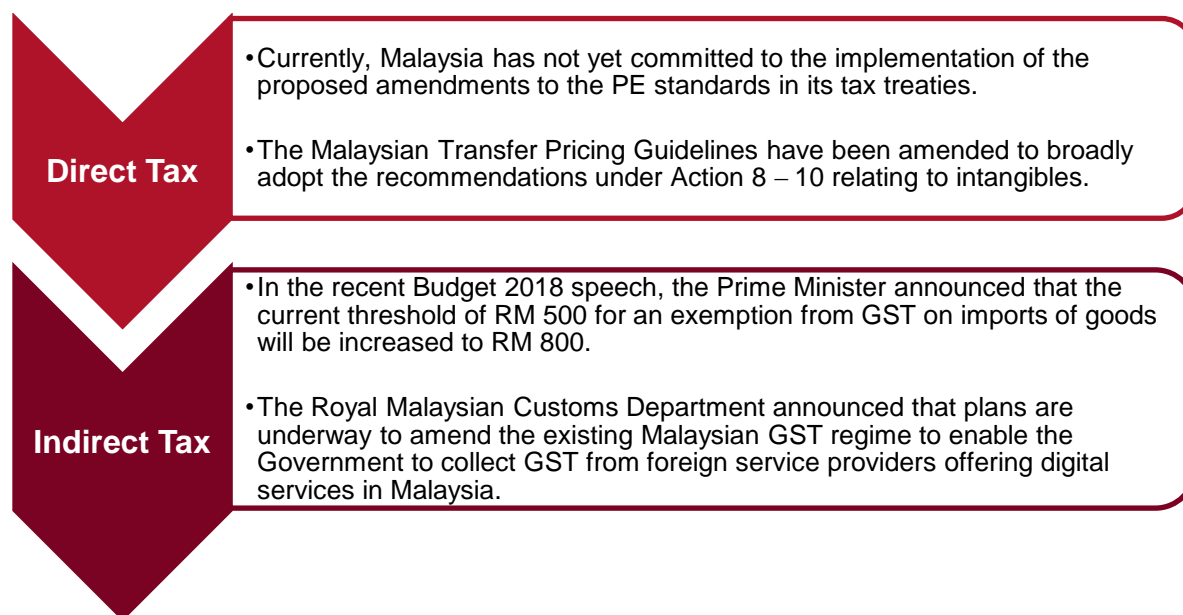 Direct Tax
•Currently, Malaysia has not yet committed to the implementation of the
proposed amendments to the PE standards in its tax treaties.
•The Malaysian Transfer Pricing Guidelines have been amended to broadly
adopt the recommendations under Action 8 – 10 relating to intangibles.
Indirect Tax
•In the recent Budget 2018 speech, the Prime Minister announced that the
current threshold of RM 500 for an exemption from GST on imports of goods
will be increased to RM 800.
•The Royal Malaysian Customs Department announced that plans are
underway to amend the existing Malaysian GST regime to enable the
Government to collect GST from foreign service providers offering digital
services in Malaysia.